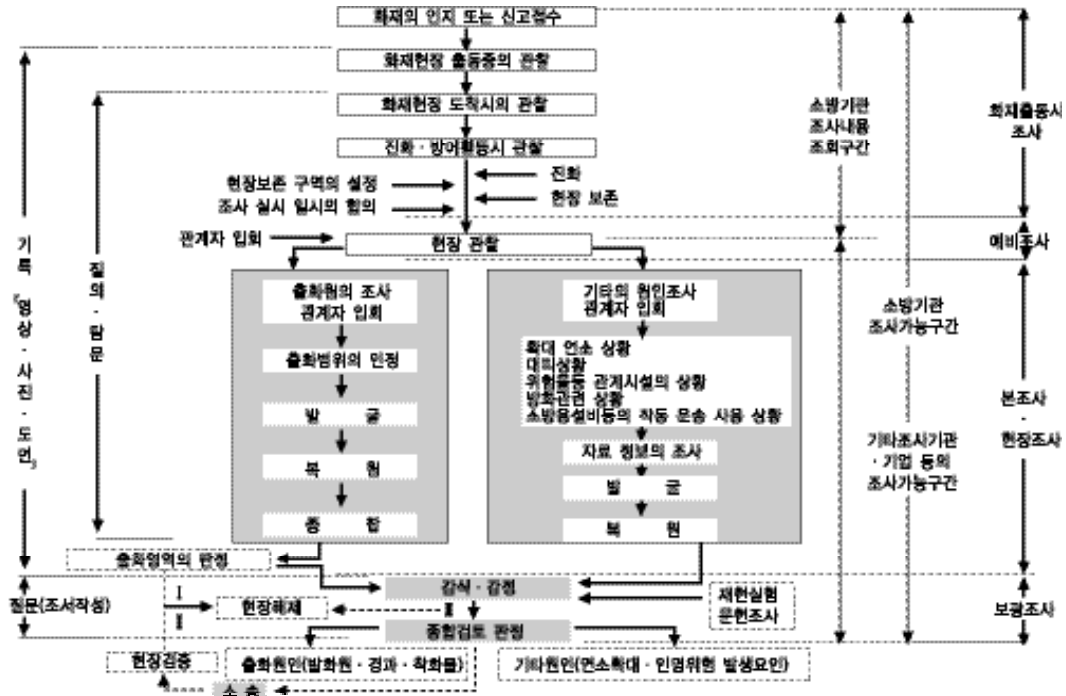 화재의 인지 또는 신고접수
화재현장 출동중의 관찰
화재현장 도착시의 관찰
진화·방어활동시 관찰
소방기관
조사내용
조회구간
화재출동시
조사
현장보존 구역의 설정
조사 실시 일시의 협의
진화
현장 보존
관계자 입회
현장 관찰
예비조사
기록『영상·사진·도면』
질의·탐문
출화원의 조사
관계자 입회
출화범위의 인정
발 굴
복 원
종 합
기타의 원인조사
관계자 입회
확대 연소 상황
대피상황
위험물등 관계시설의 상황
방화관련 상황
소방용설비등의 작동 운송 사용 상황
자료 정보의 조사
발 굴
복 원
소방기관
조사가능구간
기타조사기관
·기업 등의
조사가능구간
본조사
·
현장조사
출화영역의 판정
감식·감정
재현실험
문헌조사
질문(조서작성)
Ⅰ
Ⅱ
현장해제
Ⅱ
종합검토 판정
보광조사
현장검증
출화원인(발화원·경과·착화물)
기타원인(연소확대·인명위험 발생요인)
소 층